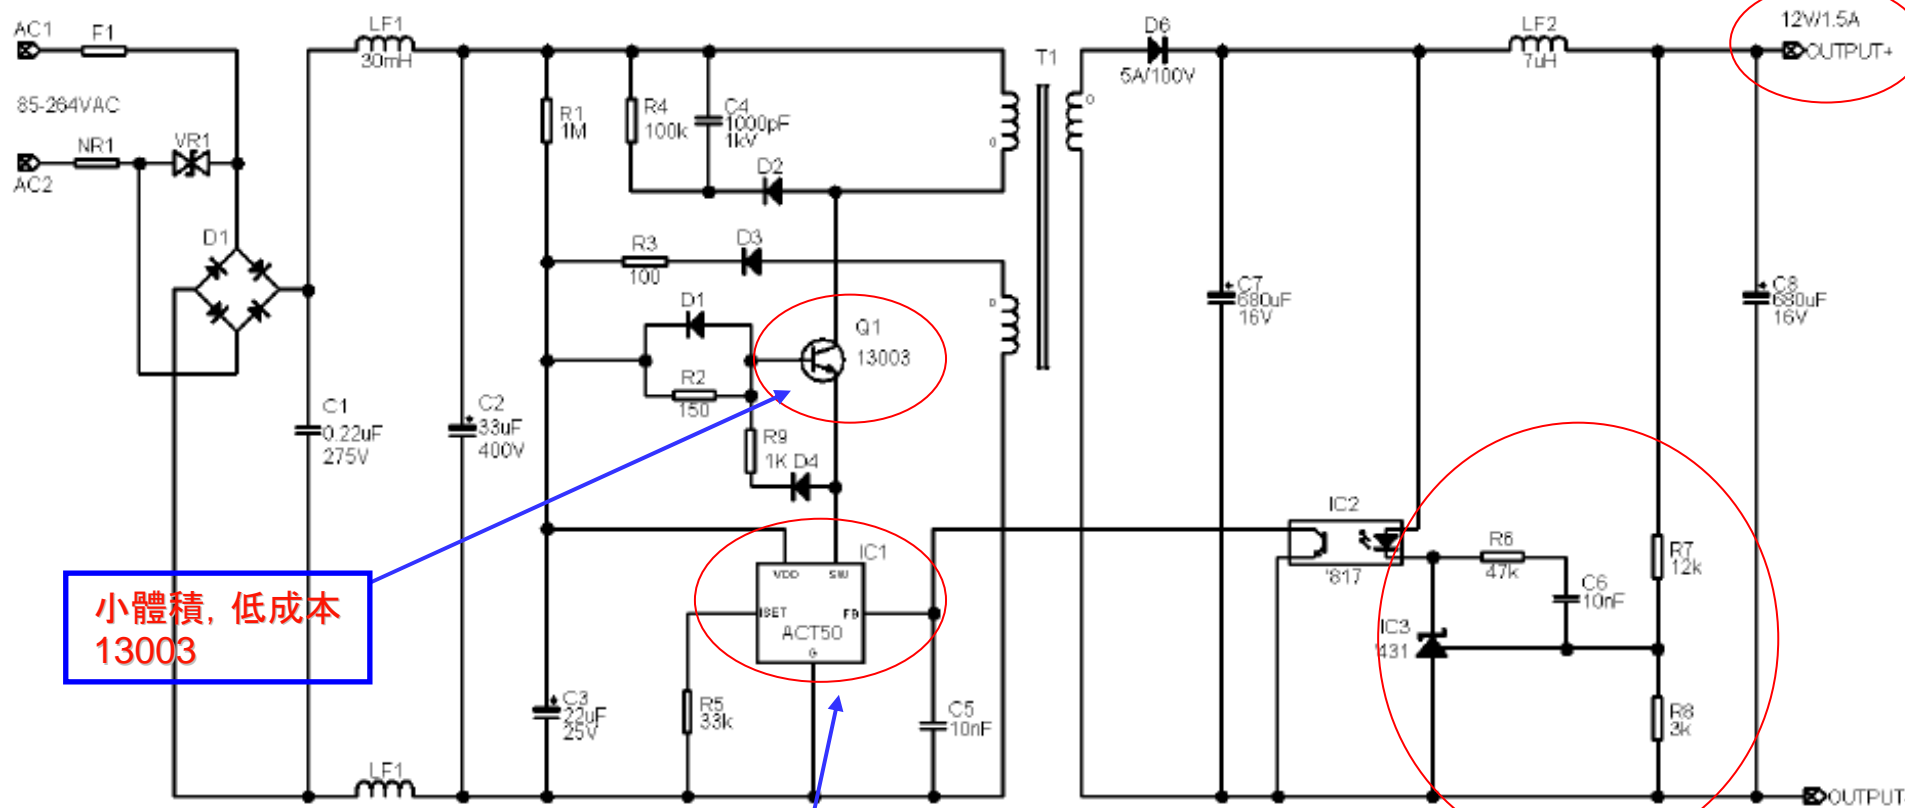 AC1
F1
85-264VAC
NR1
VR1
AC2
D1
LF1
30mH
R1
1M
R4
100k
C4
1000pF
1kV
D2
T1
D6
5A/100V
LF2
7uH
12V/1.5A
OUTPUT+
R3
100
D3
D1
R2
150
Q1
13003
R9
1K
D4
C1
0.22uF
275V
C2
33uF
400V
C7
680uF
16V
C8
680uF
16V
小體積, 低成本
13003
IC1
VDD
SW
ISET
FB
ACT50
G
IC2
'817
R6
47k
C6
10nF
R7
12k
IC3
'431
R8
3k
C3
22uF
25V
R5
33k
C5
10nF
LF1
OUTPUT